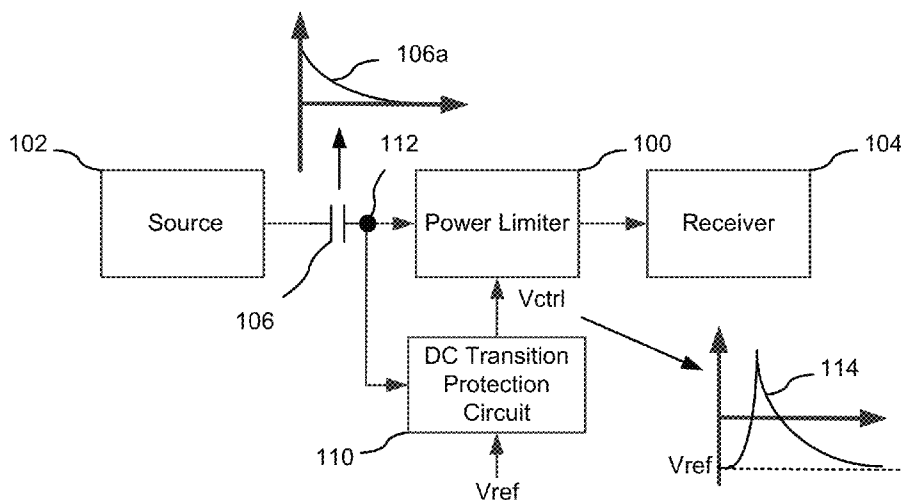 106a
102
112
100
104
Source
Power Limiter
Receiver
106
Vctrl
DC Transition
Protection
Circuit
114
110
Vref
Vref